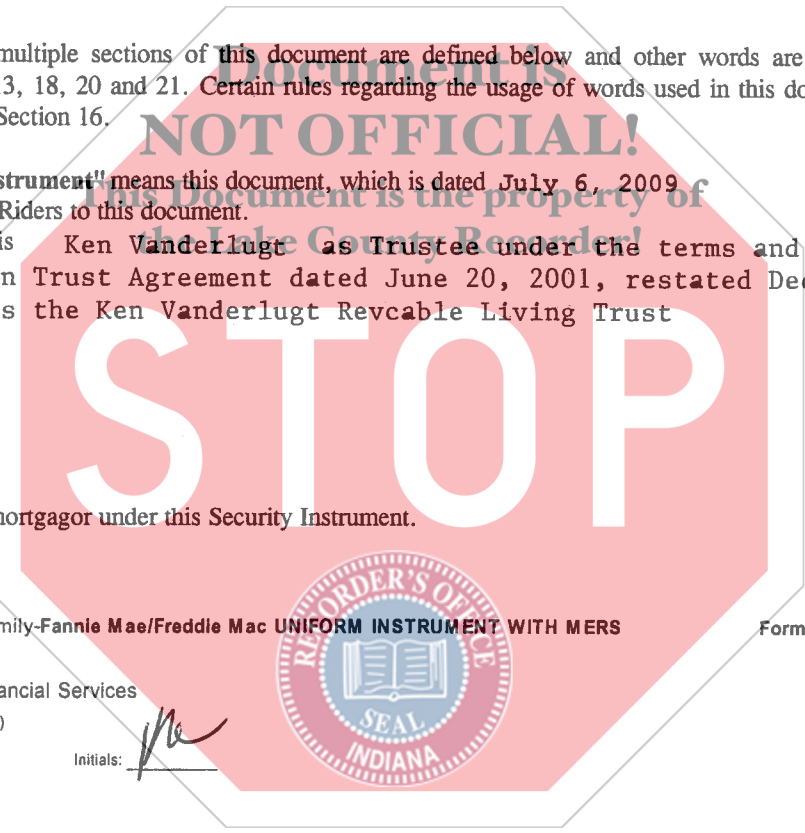 multiple sections of this document are defined below and other words are
13, 18, 20 and 21. Certain rules regarding the usage of words used in this do
Section 16.
Document is
NOT OFFICIAL!
This Document is the property of
the Lake County Recorder!
strument" means this document, which is dated July 6, 2009
Riders to this document.
is Ken Vanderlugt as Trustee under the terms and
n Trust Agreement dated June 20, 2001, restated Dec
s the Ken Vanderlugt Revcable Living Trust
STOP
mortgagor under this Security Instrument.
mily-Fannie Mae/Freddie Mac UNIFORM INSTRUMENT WITH MERS Form
ancial Services
)
Initials:
RECORDER'S OFFICE
SEAL
INDIANA